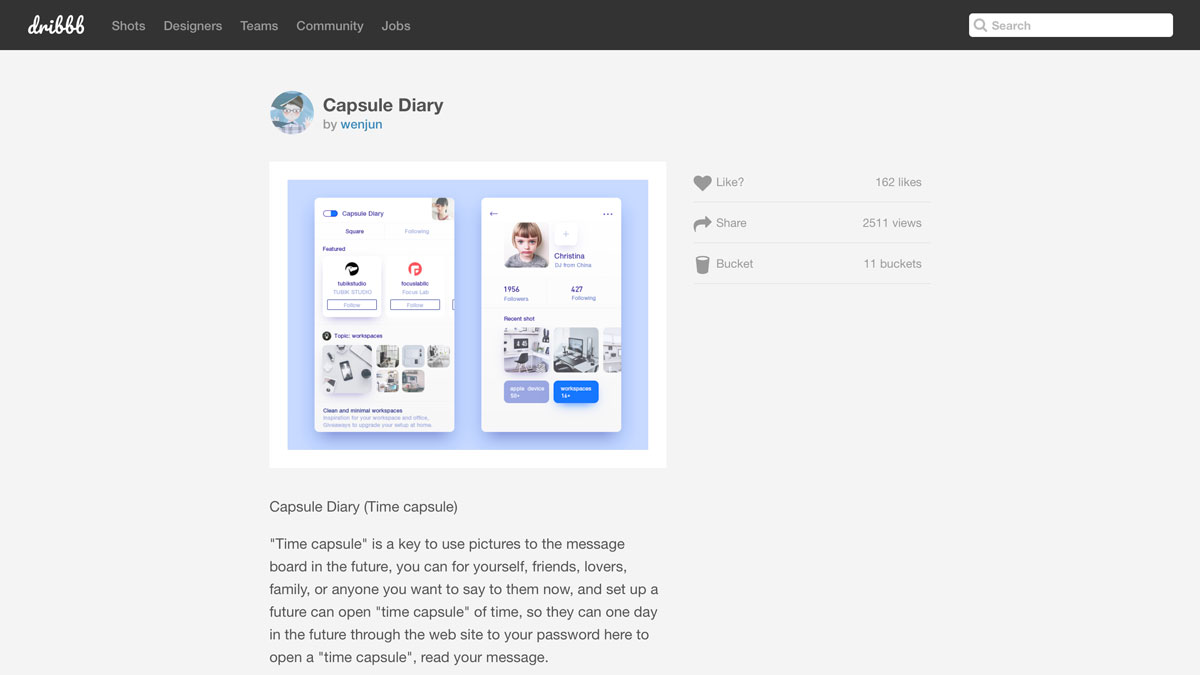 dribbb Shots Designers Teams Community Jobs Search
Capsule Diary
by wenjun
Like? 162 likes
Share 2511 views
Bucket 11 buckets
Capsule Diary
Square Following
Featured
tubikstudio focuslabllc
TUBIK STUDIO Focus Lab
Follow Follow
Topic: workspaces
Clean and minimal workspaces
Inspiration for your workspace and office,
Giveaways to upgrade your setup at home.
Christina
DJ from China
1956 427
Followers Following
Recent shot
apple device workspaces
50+ 16+
Capsule Diary (Time capsule)
"Time capsule" is a key to use pictures to the message
board in the future, you can for yourself, friends, lovers,
family, or anyone you want to say to them now, and set up a
future can open "time capsule" of time, so they can one day
in the future through the web site to your password here to
open a "time capsule", read your message.